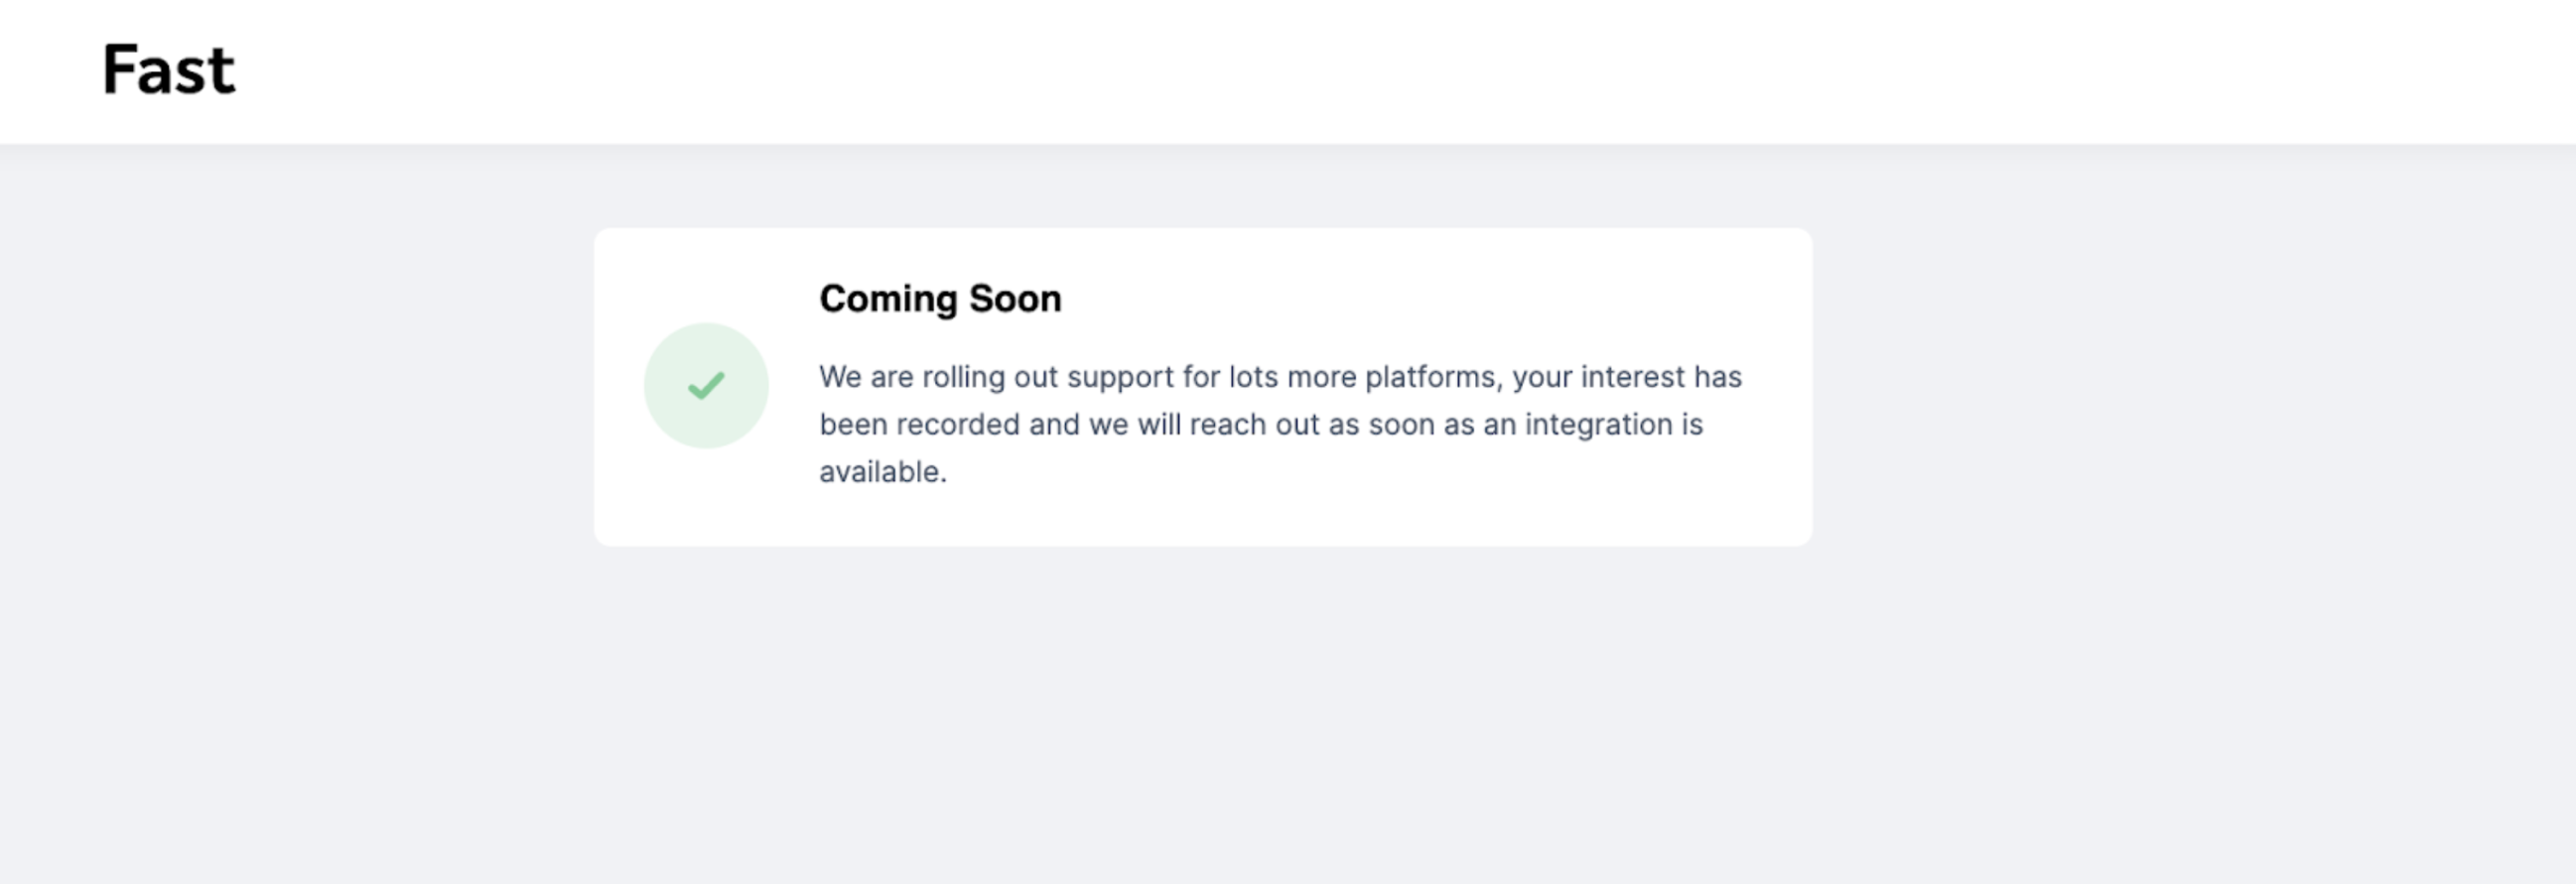 Fast
Coming Soon
We are rolling out support for lots more platforms, your interest has
been recorded and we will reach out as soon as an integration is
available.